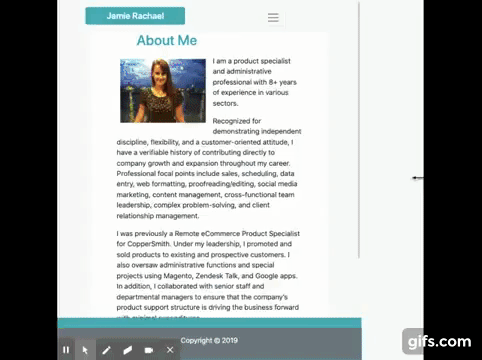 Jamie Rachael
About Me
I am a product specialist
and administrative
professional with 8+ years
of experience in various
sectors.
Recognized for
demonstrating independent
discipline, flexibility, and a customer-oriented attitude, I
have a verifiable history of contributing directly to
company growth and expansion throughout my career.
Professional focal points include sales, scheduling, data
entry, web formatting, proofreading/editing, social media
marketing, content management, cross-functional team
leadership, complex problem-solving, and client
relationship management.
I was previously a Remote eCommerce Product Specialist
for CopperSmith. Under my leadership, I promoted and
sold products to existing and prospective customers. I
also oversaw administrative functions and special
projects using Magento, Zendesk Talk, and Google apps.
In addition, I collaborated with senior staff and
departmental managers to ensure that the company's
product support structure is driving the business forward
with minimal expenditures.
Copyright © 2019
gifs.com